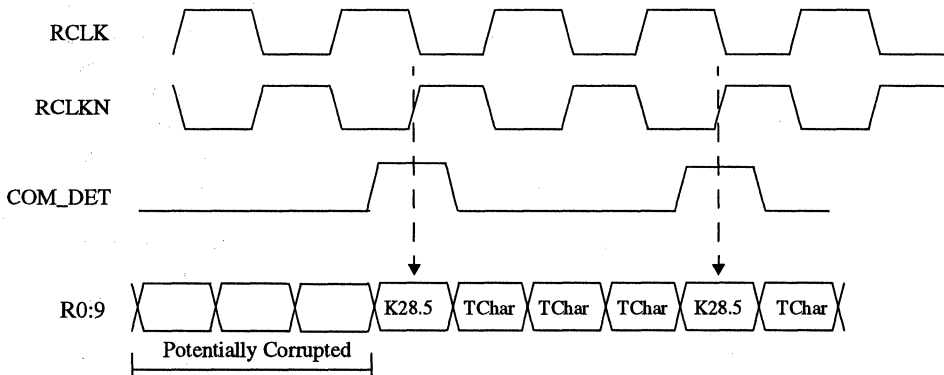 RCLK
RCLKN
COM_DET
R0:9
K28.5 TChar TChar TChar K28.5 TChar
Potentially Corrupted